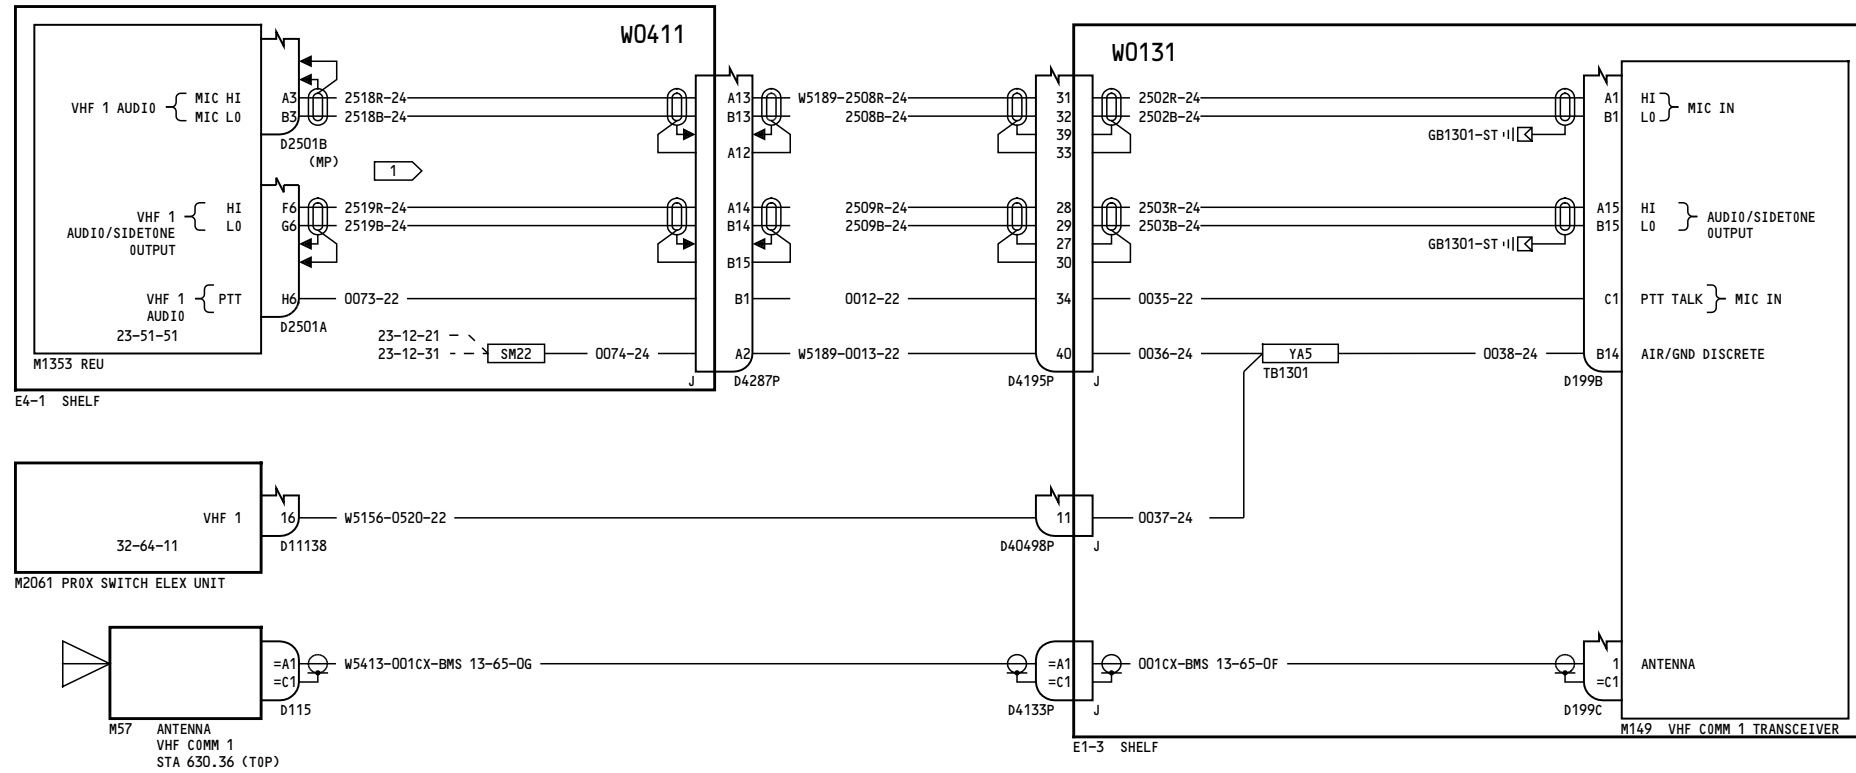 W0411
W0131
VHF 1 AUDIO MIC HI A3 2518R-24 A13 W5189-2508R-24 31 2502R-24 A1 HI MIC IN
MIC LO B3 2518B-24 B13 2508B-24 32 2502B-24 B1 LO
39 GB1301-ST
D2501B A12 33
(MP)
1
VHF 1 AUDIO/SIDETONE OUTPUT HI F6 2519R-24 A14 2509R-24 28 2503R-24 A15 HI AUDIO/SIDETONE OUTPUT
LO G6 2519B-24 B14 2509B-24 29 2503B-24 B15 LO
27 GB1301-ST
B15 30
VHF 1 AUDIO PTT H6 0073-22 B1 0012-22 34 0035-22 C1 PTT TALK MIC IN
D2501A
23-51-51 23-12-21
23-12-31 SM22 0074-24 A2 W5189-0013-22 40 0036-24 YA5 0038-24 B14 AIR/GND DISCRETE
M1353 REU TB1301
J D4287P D4195P J D199B
E4-1 SHELF
VHF 1 16 W5156-0520-22 11 0037-24
32-64-11 D11138 D40498P J
M2061 PROX SWITCH ELEX UNIT
=A1 W5413-001CX-BMS 13-65-0G =A1 001CX-BMS 13-65-0F 1 ANTENNA
=C1 =C1 =C1
D115 D4133P J D199C
M57 ANTENNA
VHF COMM 1
STA 630.36 (TOP)
M149 VHF COMM 1 TRANSCEIVER
E1-3 SHELF